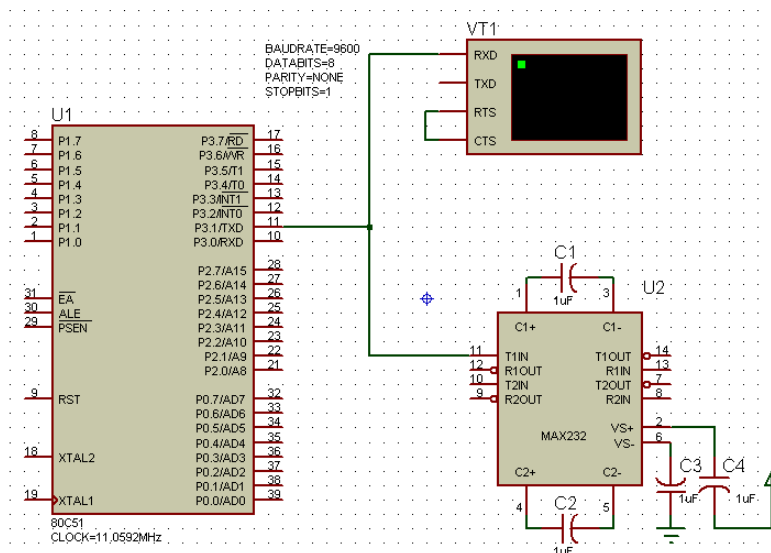 VT1
BAUDRATE=9600
DATABITS=8
PARITY=NONE
STOPBITS=1
RXD
TXD
RTS
CTS
U1
8 P1.7 P3.7/RD 17
7 P1.6 P3.6/WR 16
6 P1.5 P3.5/T1 15
5 P1.4 P3.4/T0 14
4 P1.3 P3.3/INT1 13
3 P1.2 P3.2/INT0 12
2 P1.1 P3.1/TXD 11
1 P1.0 P3.0/RXD 10
P2.7/A15 28
P2.6/A14 27
31 EA P2.5/A13 26
30 ALE P2.4/A12 25
29 PSEN P2.3/A11 24
P2.2/A10 23
P2.1/A9 22
P2.0/A8 21
9 RST P0.7/AD7 32
P0.6/AD6 33
P0.5/AD5 34
P0.4/AD4 35
18 XTAL2 P0.3/AD3 36
P0.2/AD2 37
P0.1/AD1 38
19 XTAL1 P0.0/AD0 39
80C51
CLOCK=11.0592MHz
C1
1uF
U2
1 3
C1+ C1-
11 T1IN T1OUT 14
12 R1OUT R1IN 13
10 T2IN T2OUT 7
9 R2OUT R2IN 8
VS+ 2
VS- 6
MAX232
C2+ C2-
4 5
C2
1uF
C3
1uF
C4
1uF